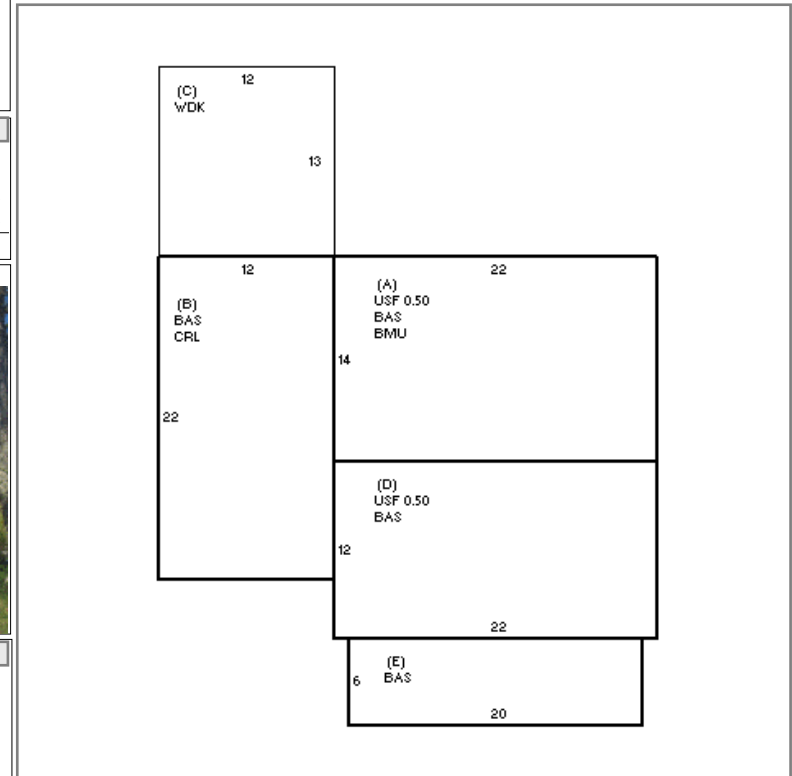 12
(C)
WDK
13
12
(B)
BAS
CRL
22
22
(A)
USF 0.50
BAS
BMU
14
(D)
USF 0.50
BAS
12
22
(E)
BAS
6
20